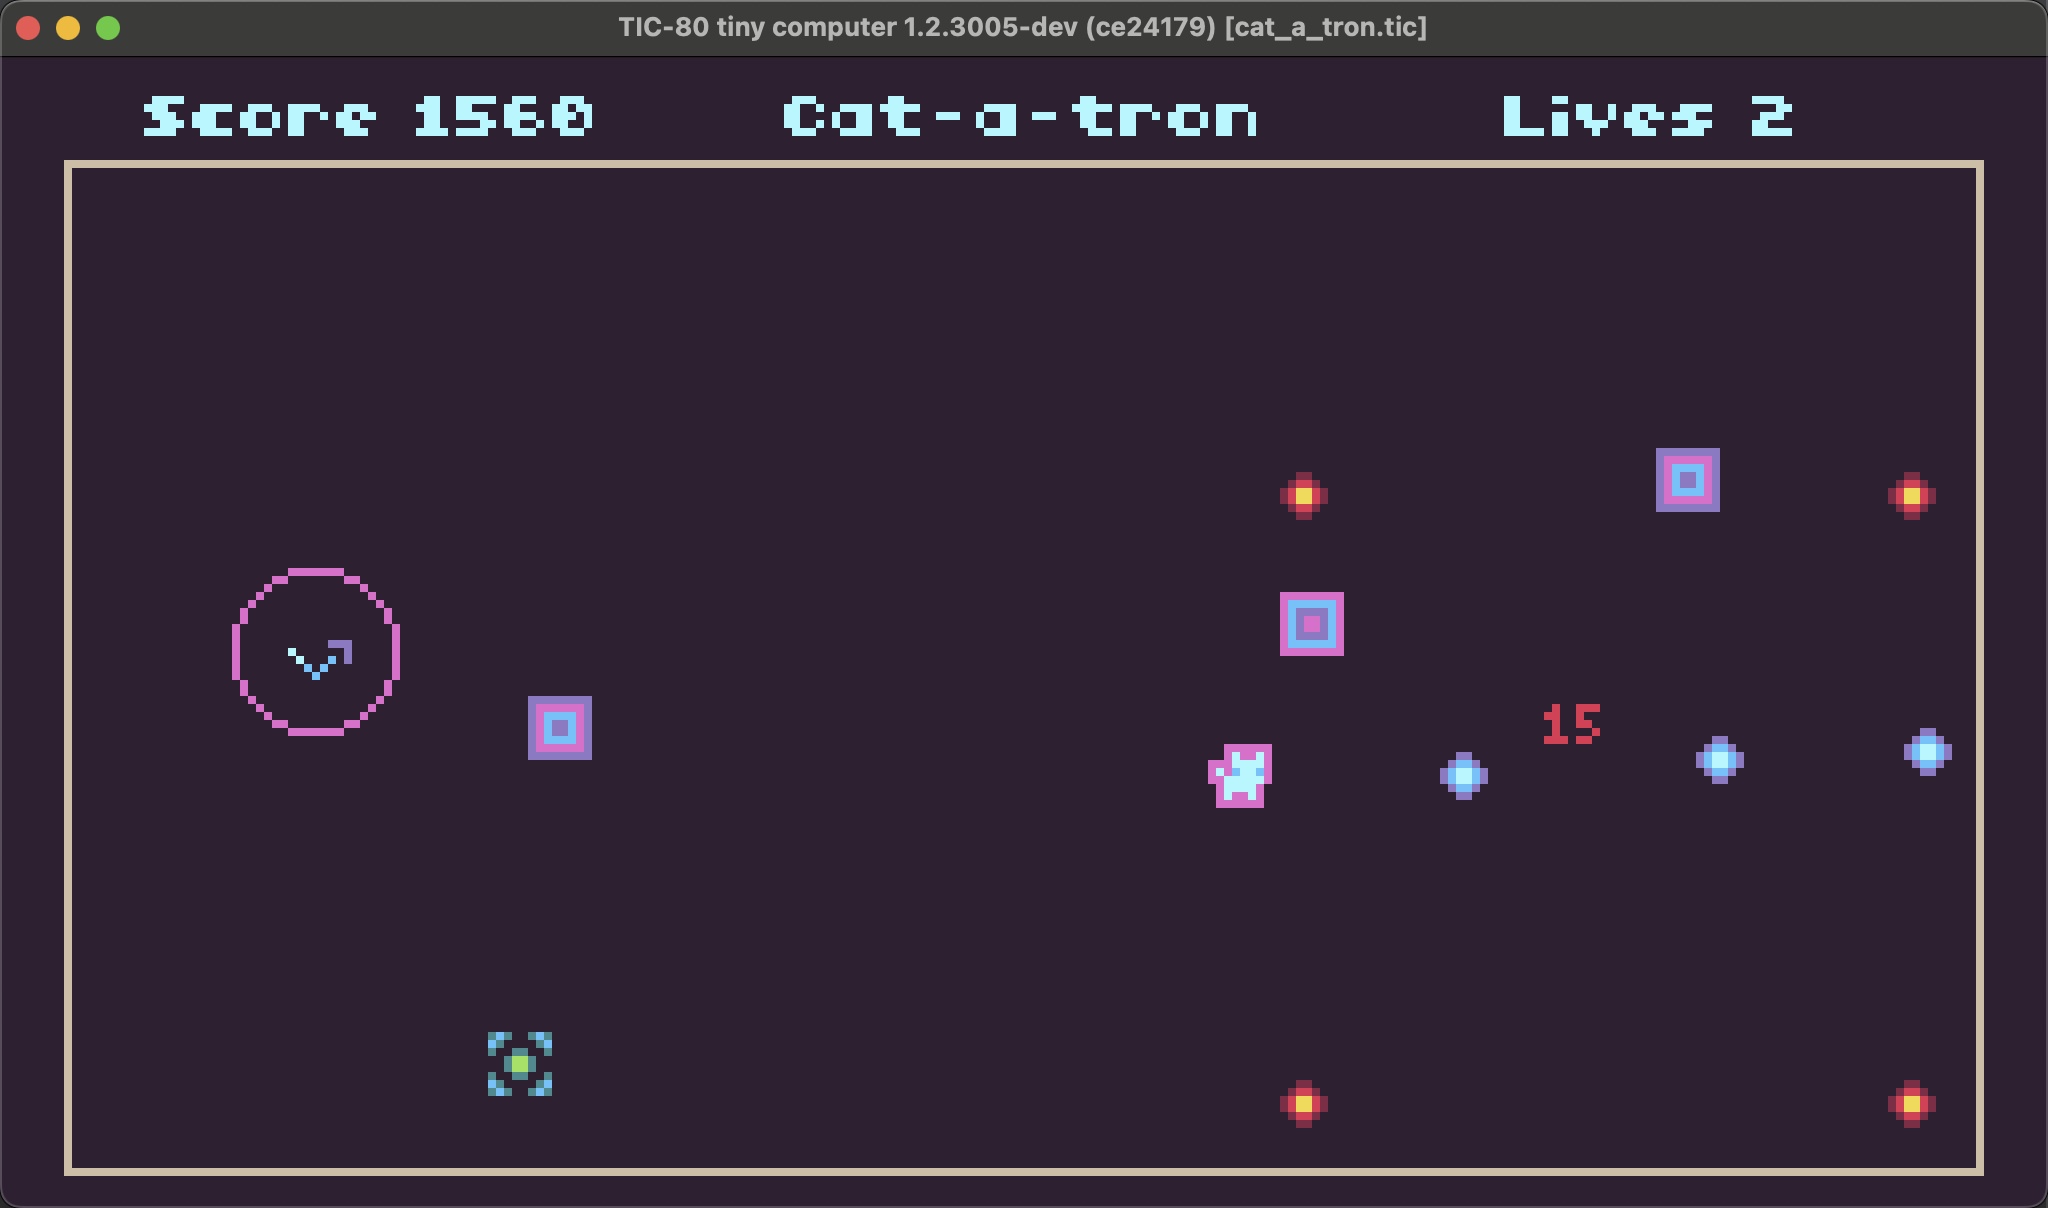 TIC-80 tiny computer 1.2.3005-dev (ce24179) [cat_a_tron.tic]
Score 1560 Cat-a-tron Lives 2
15